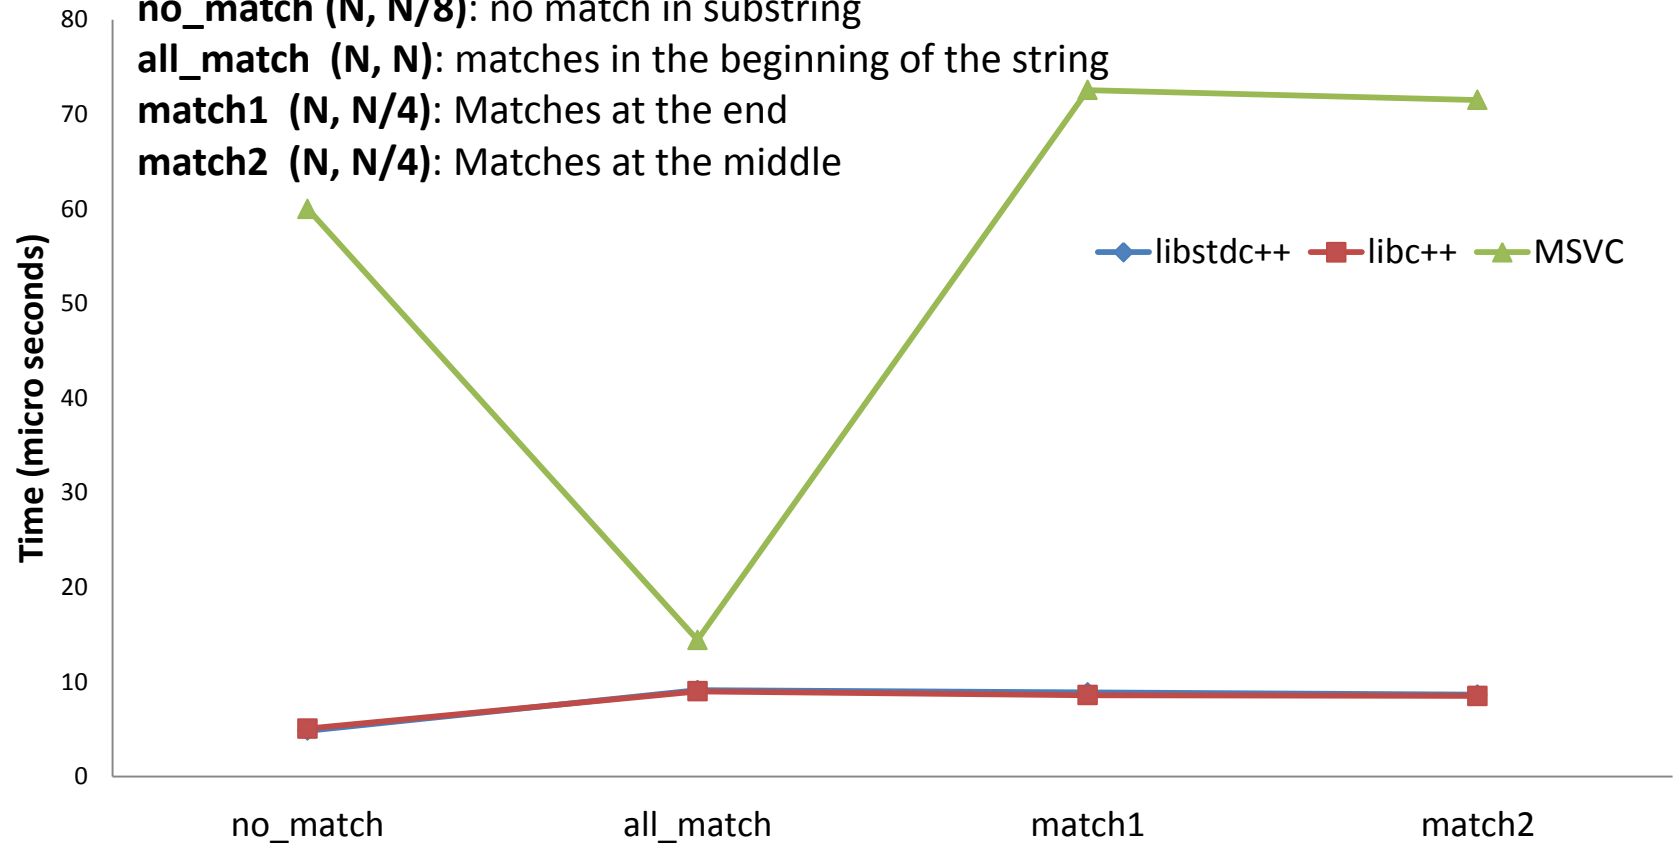 no_match (N, N/8): no match in substring
all_match (N, N): matches in the beginning of the string
match1 (N, N/4): Matches at the end
match2 (N, N/4): Matches at the middle
80
70
60
50
40
30
20
10
0
Time (micro seconds)
libstdc++ libc++ MSVC
no_match all_match match1 match2